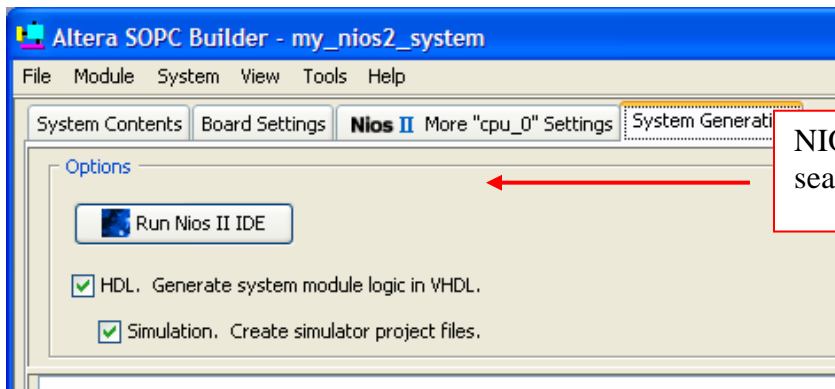 Altera SOPC Builder - my_nios2_system
File Module System View Tools Help
System Contents Board Settings Nios II More "cpu_0" Settings System Generati
Options
Run Nios II IDE
HDL. Generate system module logic in VHDL.
Simulation. Create simulator project files.